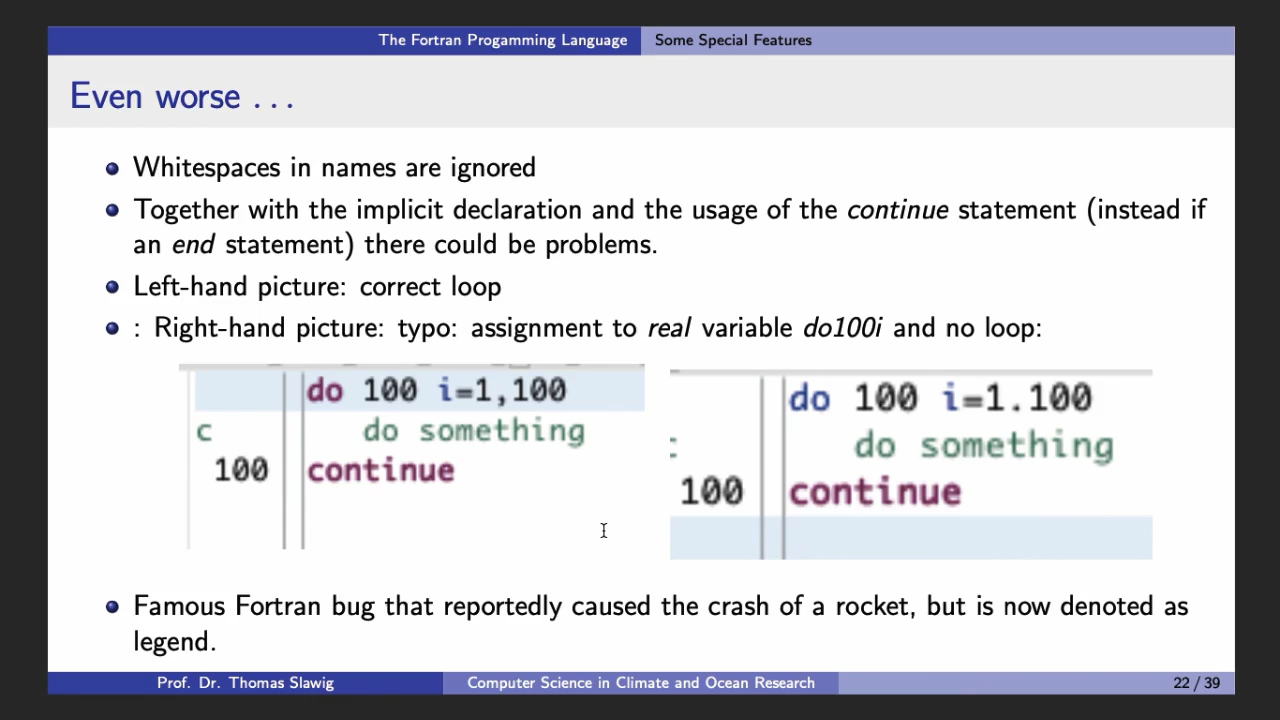 The Fortran Progamming Language Some Special Features
Even worse . . .
Whitespaces in names are ignored
Together with the implicit declaration and the usage of the continue statement (instead if
an end statement) there could be problems.
Left-hand picture: correct loop
: Right-hand picture: typo: assignment to real variable do100i and no loop:
do 100 i=1,100
c do something
100 continue
do 100 i=1.100
c do something
100 continue
Famous Fortran bug that reportedly caused the crash of a rocket, but is now denoted as
legend.
Prof. Dr. Thomas Slawig Computer Science in Climate and Ocean Research 22 / 39